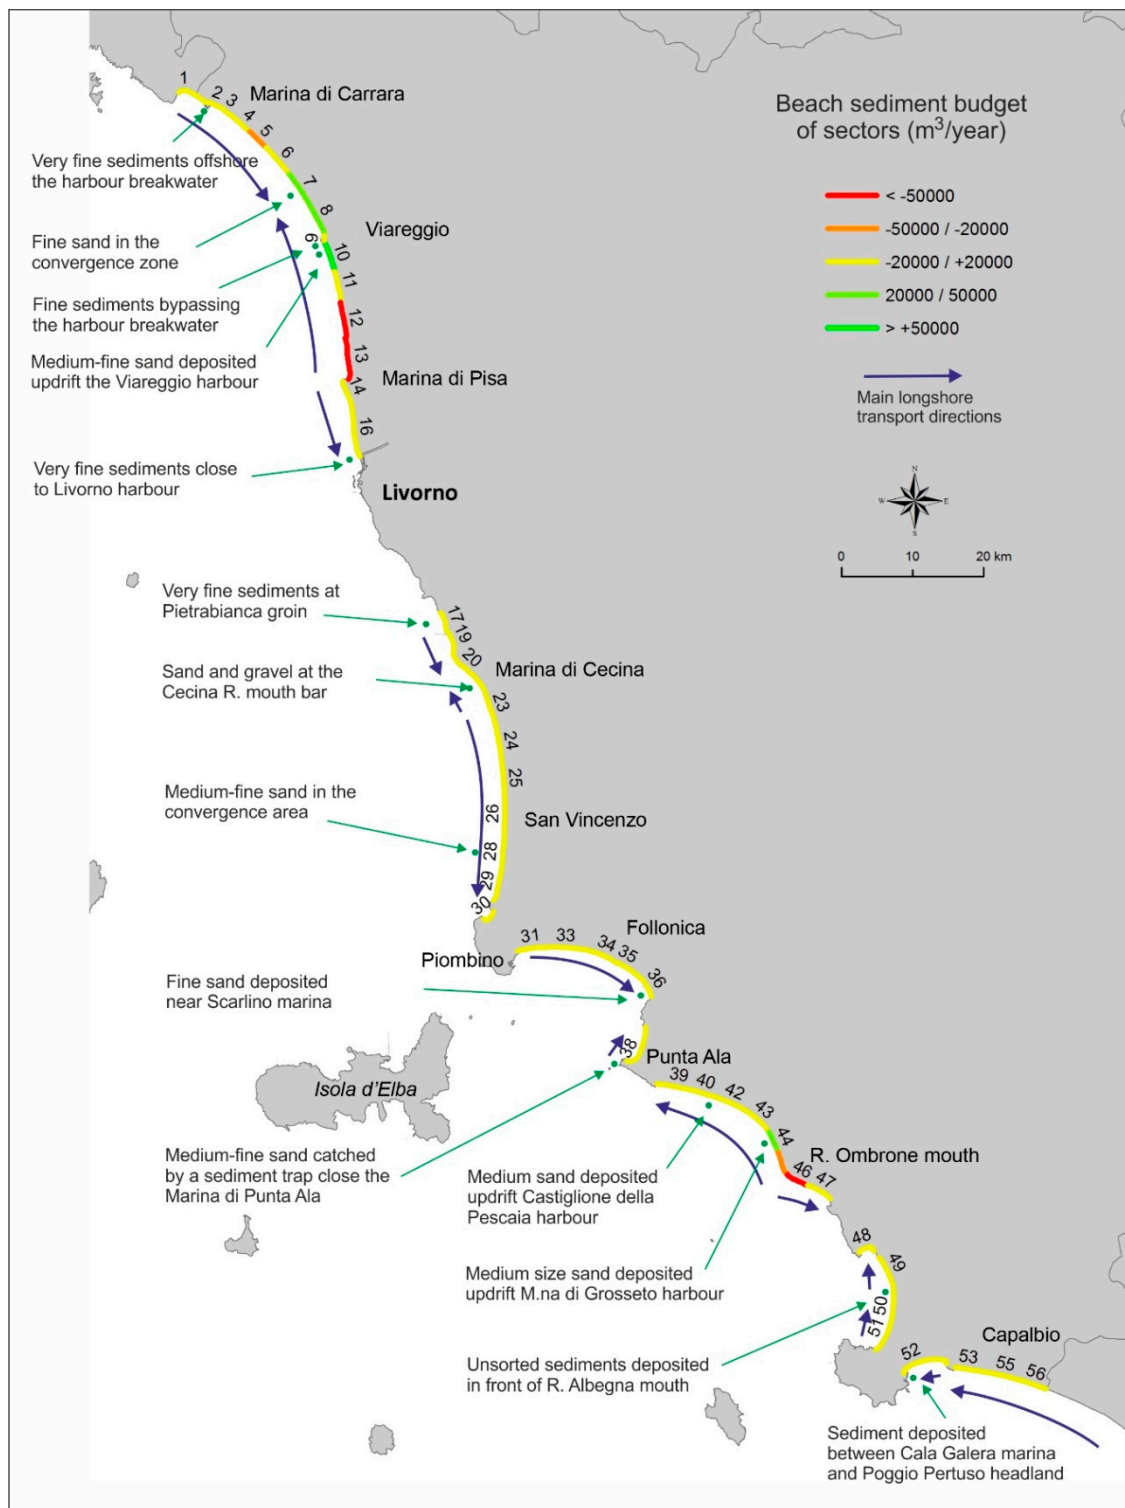 1
2
3
4
5
6
7
8
9
10
11
12
13
14
16
Marina di Carrara
Very fine sediments offshore
the harbour breakwater
Fine sand in the
convergence zone
Viareggio
Fine sediments bypassing
the harbour breakwater
Medium-fine sand deposited
updrift the Viareggio harbour
Marina di Pisa
Very fine sediments close
to Livorno harbour
Livorno
Beach sediment budget
of sectors (m³/year)
< -50000
-50000 / -20000
-20000 / +20000
20000 / 50000
> +50000
Main longshore
transport directions
N
W
E
S
0
10
20 km
Very fine sediments at
Pietrabianca groin
17
19
20
Marina di Cecina
Sand and gravel at the
Cecina R. mouth bar
23
24
25
Medium-fine sand in the
convergence area
26
San Vincenzo
28
29
30
31
33
34
35
36
Follonica
Piombino
Fine sand deposited
near Scarlino marina
38
Punta Ala
Isola d'Elba
39
40
42
43
44
46
47
R. Ombrone mouth
Medium-fine sand catched
by a sediment trap close the
Marina di Punta Ala
Medium sand deposited
updrift Castiglione della
Pescaia harbour
Medium size sand deposited
updrift M.na di Grosseto harbour
48
49
50
51
Unsorted sediments deposited
in front of R. Albegna mouth
Capalbio
52
53
55
56
Sediment deposited
between Cala Galera marina
and Poggio Pertuso headland